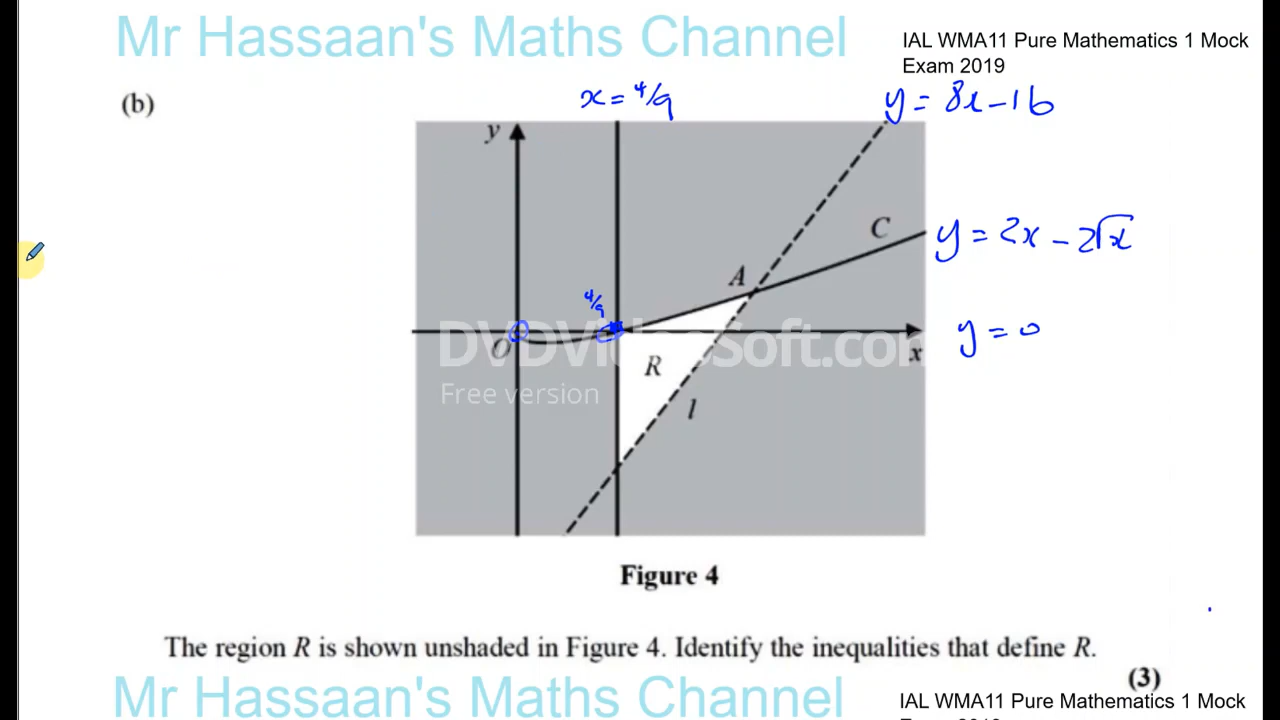 Mr Hassaan's Maths Channel
IAL WMA11 Pure Mathematics 1 Mock
Exam 2019
(b)
x = 4/9
y = 8x - 16
y
C
y = 2x - 2√x
A
4/9
DVDVideoSoft.com
O
x
y = 0
R
Free version
l
Figure 4
The region R is shown unshaded in Figure 4. Identify the inequalities that define R.
(3)
Mr Hassaan's Maths Channel
IAL WMA11 Pure Mathematics 1 Mock